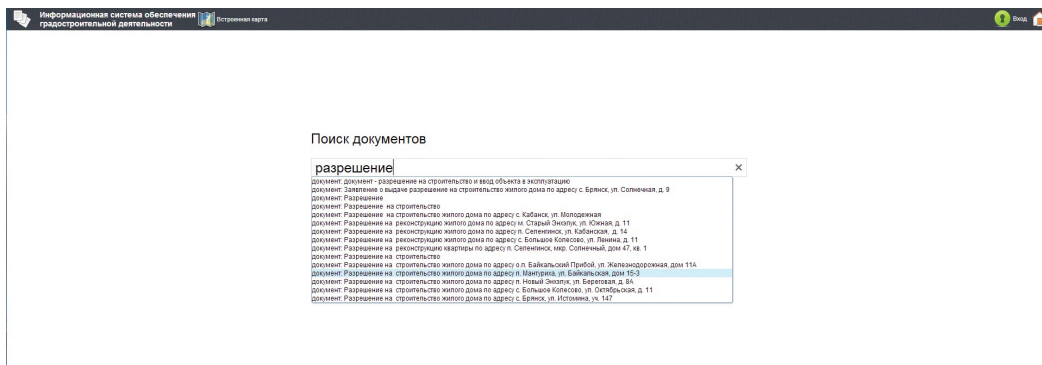 Информационная система обеспечения
градостроительной деятельности
Встроенная карта
Вход
Поиск документов
разрешение
документ: документ - разрешение на строительство и ввод объекта в эксплуатацию
документ: Заявление о выдаче разрешение на строительство жилого дома по адресу с. Брянск, ул. Солнечная, д. 9
документ: Разрешение
документ: Разрешение на строительство
документ: Разрешение на строительство жилого дома по адресу с. Кабанск, ул. Молодежная
документ: Разрешение на реконструкцию жилого дома по адресу м. Старый Энхэлук, ул. Южная, д. 11
документ: Разрешение на реконструкцию жилого дома по адресу п. Селенгинск, ул. Кабанская, д. 14
документ: Разрешение на реконструкцию жилого дома по адресу с. Большое Колесово, ул. Ленина, д. 11
документ: Разрешение на реконструкцию квартиры по адресу п. Селенгинск, мкр. Солнечный, дом 47, кв. 1
документ: Разрешение на строительство
документ: Разрешение на строительство жилого дома по адресу о.п. Байкальский Прибой, ул. Железнодорожная, дом 11А
документ: Разрешение на строительство жилого дома по адресу п. Мантуриха, ул. Байкальская, дом 15-3
документ: Разрешение на строительство жилого дома по адресу п. Новый Энхэлук, ул. Береговая, д. 8А
документ: Разрешение на строительство жилого дома по адресу с. Большое Колесово, ул. Октябрьская, д. 11
документ: Разрешение на строительство жилого дома по адресу с. Брянск, ул. Истомина, уч. 147